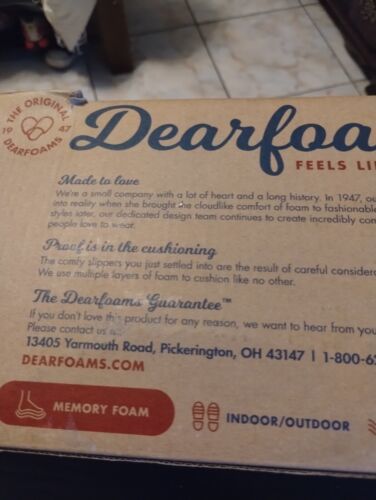 THE ORIGINAL
1947
DEARFOAMS
Dearfoa
FEELS LI
Made to love
We're a small company with a lot of heart and a long history. In 1947, ou
into reality when she brought the cloudlike comfort of foam to fashionable
styles later, our dedicated design team continues to create incredibly com
people love to wear.
Proof is in the cushioning
The comfy slippers you just settled into are the result of careful considera
We use multiple layers of foam to cushion like no other.
The Dearfoams Guarantee™
If you don't love this product for any reason, we want to hear from you
Please contact us
13405 Yarmouth Road, Pickerington, OH 43147 | 1-800-6
DEARFOAMS.COM
MEMORY FOAM
INDOOR/OUTDOOR